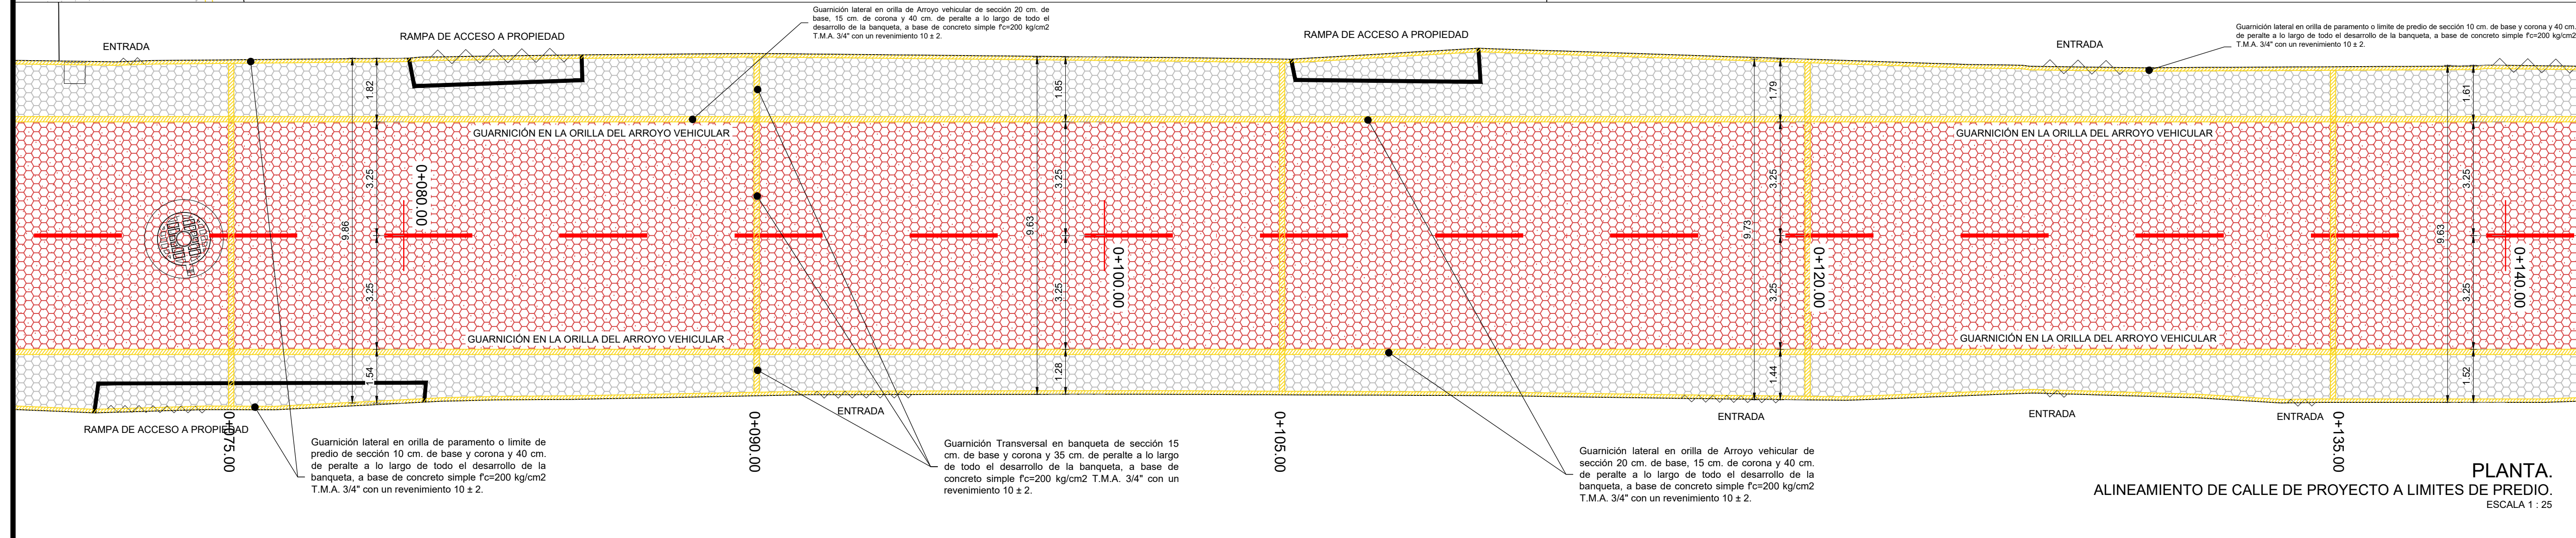 Guarnición lateral en orilla de Arroyo vehicular de sección 20 cm. de
base, 15 cm. de corona y 40 cm. de peralte a lo largo de todo el
desarrollo de la banqueta, a base de concreto simple f'c=200 kg/cm2
T.M.A. 3/4" con un revenimiento 10 ± 2.
Guarnición lateral en orilla de paramento o limite de predio de sección 10 cm. de base y corona y 40 cm.
de peralte a lo largo de todo el desarrollo de la banqueta, a base de concreto simple f'c=200 kg/cm2
T.M.A. 3/4" con un revenimiento 10 ± 2.
ENTRADA
RAMPA DE ACCESO A PROPIEDAD
RAMPA DE ACCESO A PROPIEDAD
ENTRADA
1.82
1.85
1.79
1.61
GUARNICIÓN EN LA ORILLA DEL ARROYO VEHICULAR
GUARNICIÓN EN LA ORILLA DEL ARROYO VEHICULAR
3.25
0+080.00
3.25
3.25
3.25
9.86
9.63
9.73
9.63
3.25
3.25
0+100.00
3.25
0+120.00
3.25
0+140.00
GUARNICIÓN EN LA ORILLA DEL ARROYO VEHICULAR
GUARNICIÓN EN LA ORILLA DEL ARROYO VEHICULAR
1.54
1.28
1.44
1.52
RAMPA DE ACCESO A PROPIEDAD
ENTRADA
ENTRADA
ENTRADA
ENTRADA
0+075.00
0+090.00
0+105.00
0+135.00
Guarnición lateral en orilla de paramento o limite de
predio de sección 10 cm. de base y corona y 40 cm.
de peralte a lo largo de todo el desarrollo de la
banqueta, a base de concreto simple f'c=200 kg/cm2
T.M.A. 3/4" con un revenimiento 10 ± 2.
Guarnición Transversal en banqueta de sección 15
cm. de base y corona y 35 cm. de peralte a lo largo
de todo el desarrollo de la banqueta, a base de
concreto simple f'c=200 kg/cm2 T.M.A. 3/4" con un
revenimiento 10 ± 2.
Guarnición lateral en orilla de Arroyo vehicular de
sección 20 cm. de base, 15 cm. de corona y 40 cm.
de peralte a lo largo de todo el desarrollo de la
banqueta, a base de concreto simple f'c=200 kg/cm2
T.M.A. 3/4" con un revenimiento 10 ± 2.
PLANTA.
ALINEAMIENTO DE CALLE DE PROYECTO A LIMITES DE PREDIO.
ESCALA 1 : 25